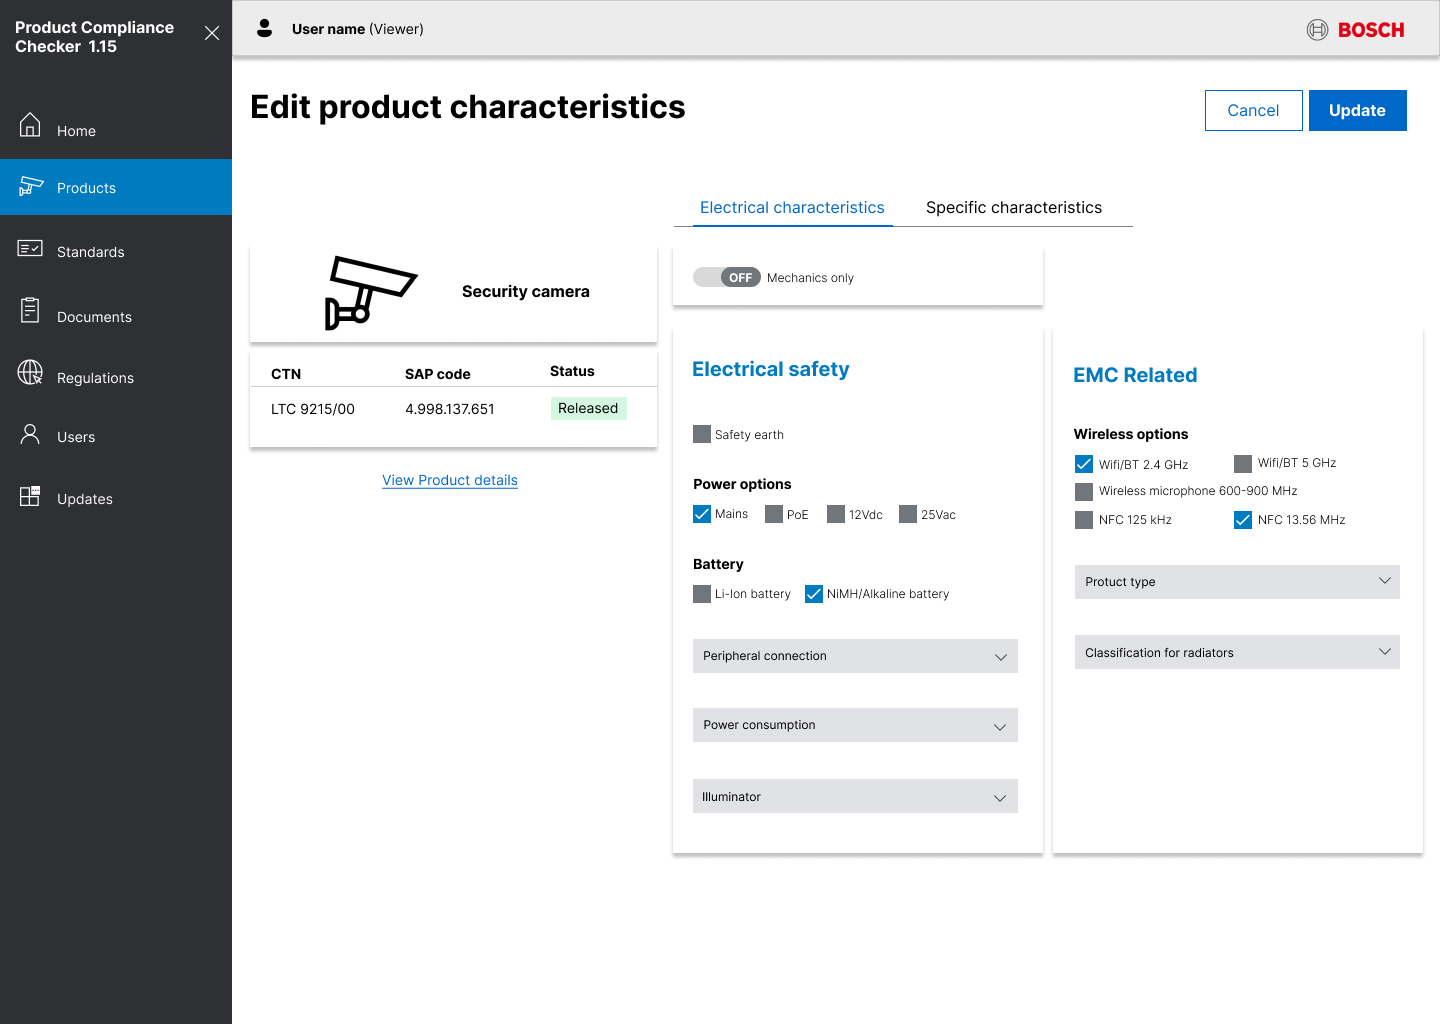 Product Compliance
Checker 1.15
User name (Viewer)
BOSCH
Home
Products
Standards
Documents
Regulations
Users
Updates
Edit product characteristics
Cancel
Update
Electrical characteristics
Specific characteristics
Security camera
CTN
SAP code
Status
LTC 9215/00
4.998.137.651
Released
View Product details
OFF
Mechanics only
Electrical safety
Safety earth
Power options
Mains
PoE
12Vdc
25Vac
Battery
Li-Ion battery
NiMH/Alkaline battery
Peripheral connection
Power consumption
Illuminator
EMC Related
Wireless options
Wifi/BT 2.4 GHz
Wifi/BT 5 GHz
Wireless microphone 600-900 MHz
NFC 125 kHz
NFC 13.56 MHz
Protuct type
Classification for radiators